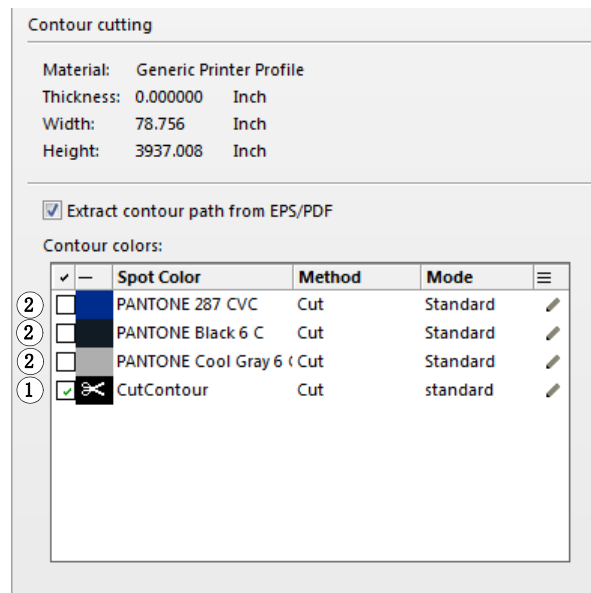 Contour cutting
Material: Generic Printer Profile
Thickness: 0.000000 Inch
Width: 78.756 Inch
Height: 3937.008 Inch
Extract contour path from EPS/PDF
Contour colors:
Spot Color Method Mode
② PANTONE 287 CVC Cut Standard
② PANTONE Black 6 C Cut Standard
② PANTONE Cool Gray 6 ( Cut Standard
① CutContour Cut standard